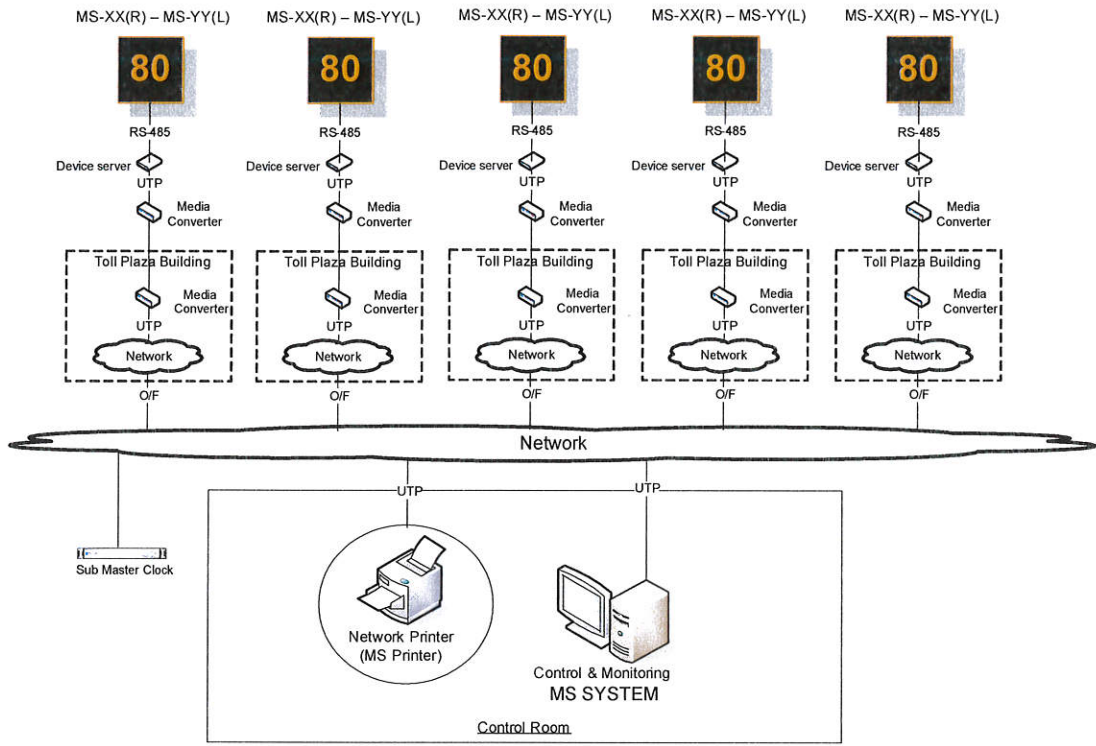 MS-XX(R) – MS-YY(L) MS-XX(R) – MS-YY(L) MS-XX(R) – MS-YY(L) MS-XX(R) – MS-YY(L) MS-XX(R) – MS-YY(L)
80 80 80 80 80
RS-485 RS-485 RS-485 RS-485 RS-485
Device server Device server Device server Device server Device server
UTP UTP UTP UTP UTP
Media Media Media Media Media
Converter Converter Converter Converter Converter
Toll Plaza Building Toll Plaza Building Toll Plaza Building Toll Plaza Building Toll Plaza Building
Media Media Media Media Media
Converter Converter Converter Converter Converter
UTP UTP UTP UTP UTP
Network Network Network Network Network
O/F O/F O/F O/F O/F
Network
UTP UTP
Sub Master Clock
Network Printer
(MS Printer)
Control & Monitoring
MS SYSTEM
Control Room